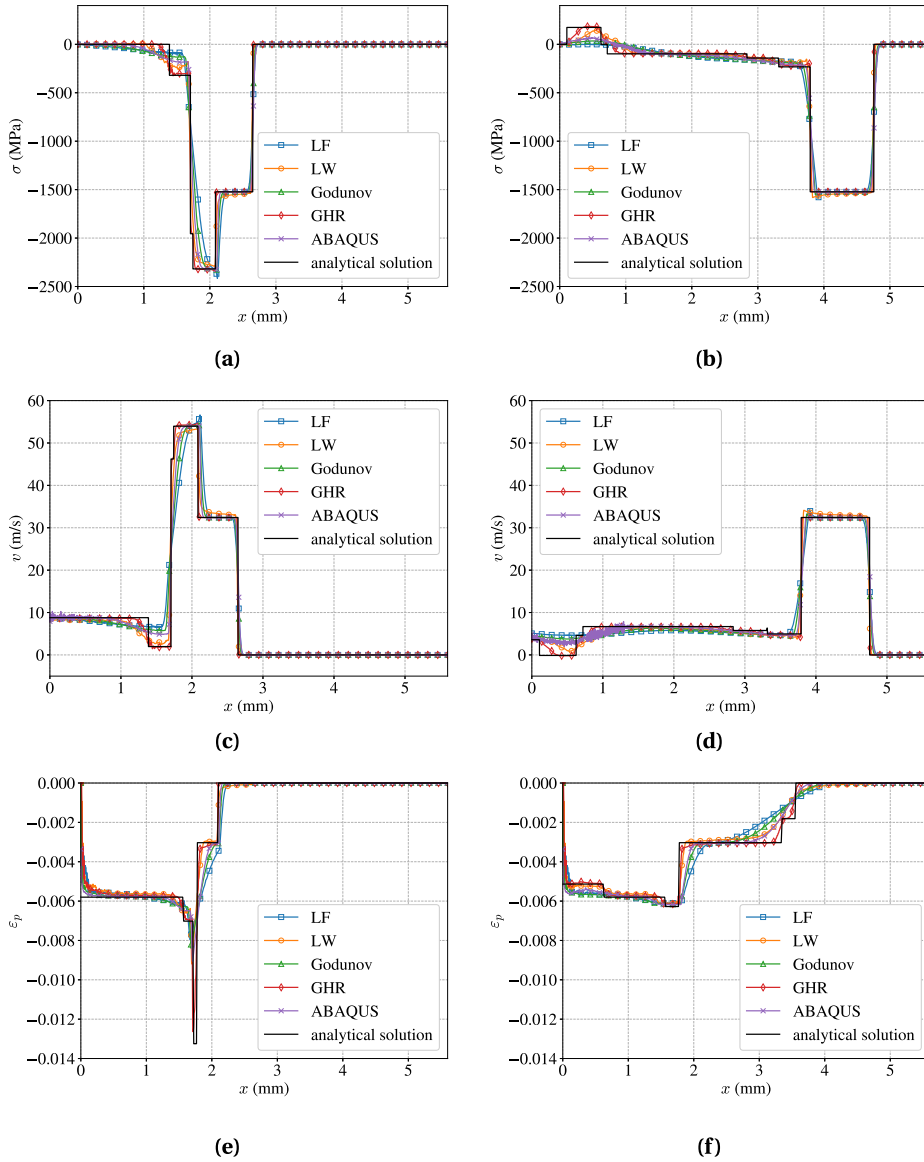 0
−500
−1000
−1500
−2000
−2500
σ (MPa)
LF
LW
Godunov
GHR
ABAQUS
analytical solution
0 1 2 3 4 5
x (mm)
(a)
0
−500
−1000
−1500
−2000
−2500
σ (MPa)
LF
LW
Godunov
GHR
ABAQUS
analytical solution
0 1 2 3 4 5
x (mm)
(b)
60
50
40
30
20
10
0
v (m/s)
LF
LW
Godunov
GHR
ABAQUS
analytical solution
0 1 2 3 4 5
x (mm)
(c)
60
50
40
30
20
10
0
v (m/s)
LF
LW
Godunov
GHR
ABAQUS
analytical solution
0 1 2 3 4 5
x (mm)
(d)
0.000
−0.002
−0.004
−0.006
−0.008
−0.010
−0.012
−0.014
εp
LF
LW
Godunov
GHR
ABAQUS
analytical solution
0 1 2 3 4 5
x (mm)
(e)
0.000
−0.002
−0.004
−0.006
−0.008
−0.010
−0.012
−0.014
εp
LF
LW
Godunov
GHR
ABAQUS
analytical solution
0 1 2 3 4 5
x (mm)
(f)